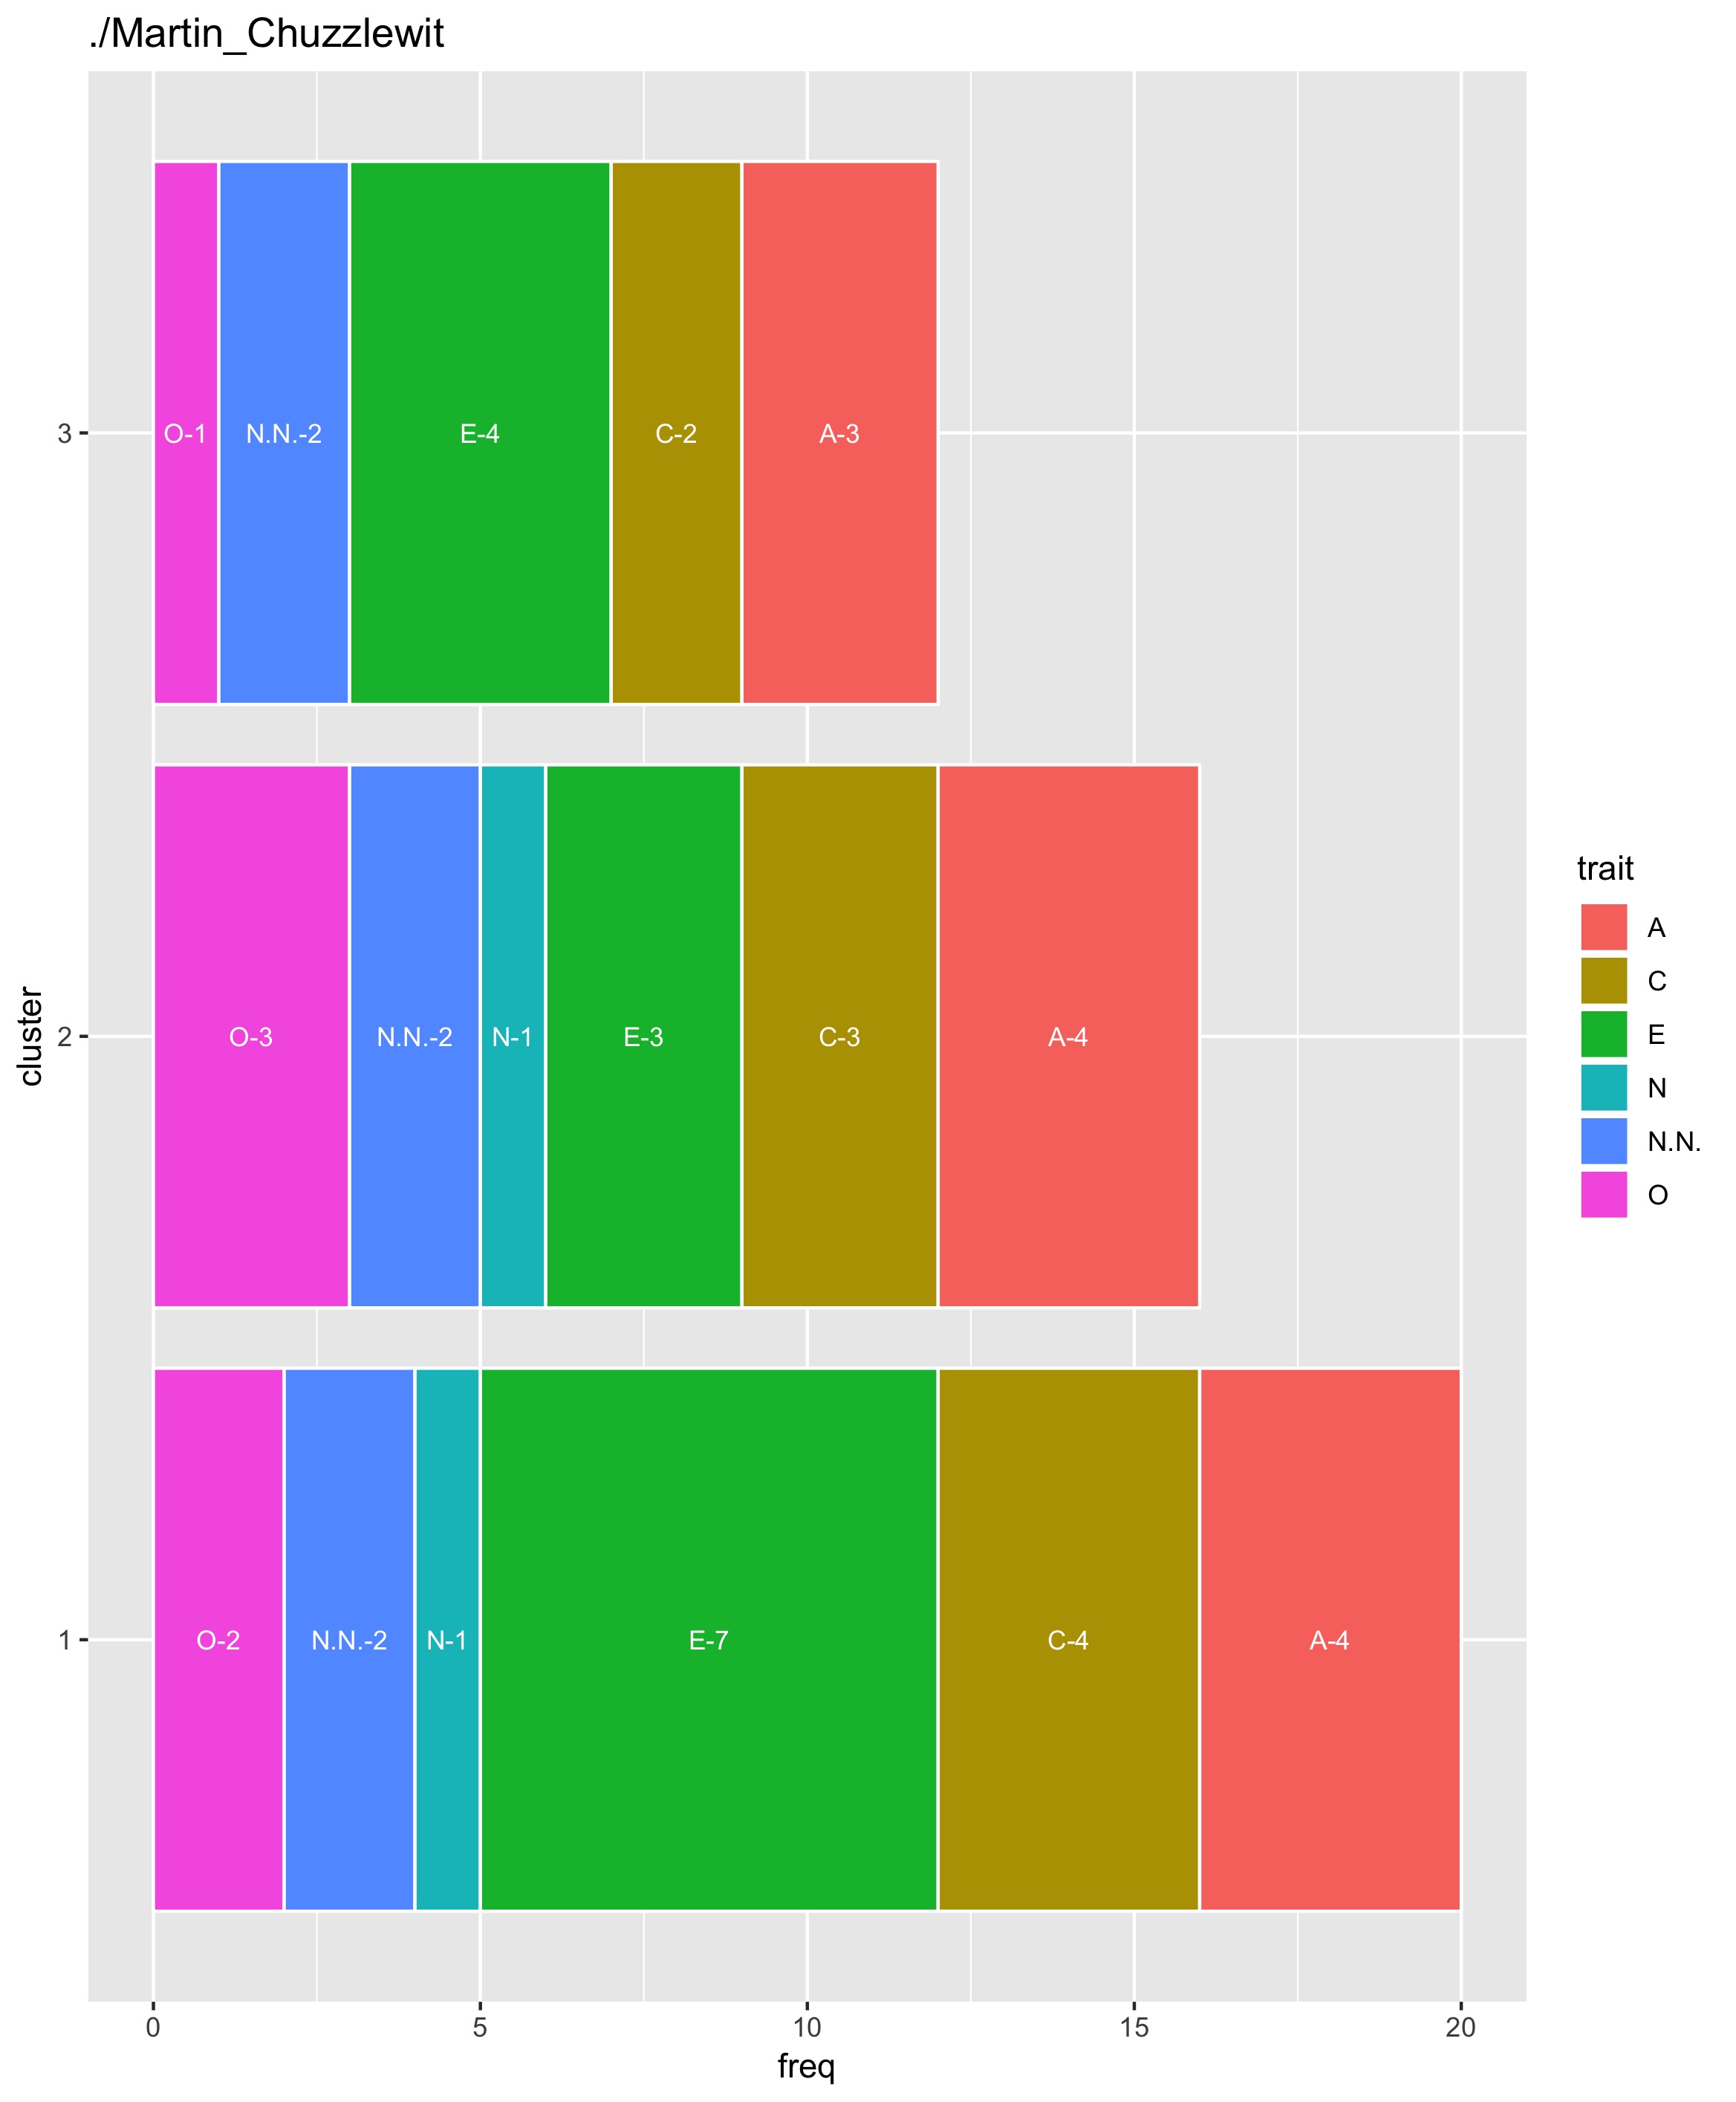 ./Martin_Chuzzlewit
3
O-1 N.N.-2 E-4 C-2 A-3
cluster
2
O-3 N.N.-2 N-1 E-3 C-3 A-4
1
O-2 N.N.-2 N-1 E-7 C-4 A-4
0 5 10 15 20
freq
trait
A
C
E
N
N.N.
O